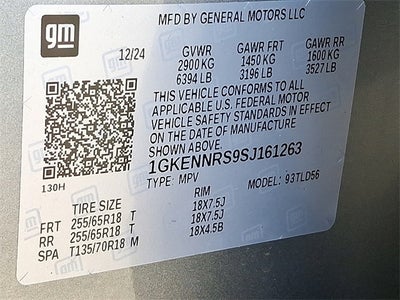 gm
MFD BY GENERAL MOTORS LLC
12/24 GVWR GAWR FRT GAWR RR
2900 KG 1450 KG 1600 KG
6394 LB 3196 LB 3527 LB
THIS VEHICLE CONFORMS TO ALL
APPLICABLE U.S. FEDERAL MOTOR
VEHICLE SAFETY STANDARDS IN EFFECT
ON THE DATE OF MANUFACTURE
SHOWN ABOVE.
1GKENNRS9SJ161263
130H TYPE: MPV MODEL: 93TLD56
TIRE SIZE RIM
FRT 255/65R18 T 18X7.5J
RR 255/65R18 T 18X7.5J
SPA T135/70R18 M 18X4.5B